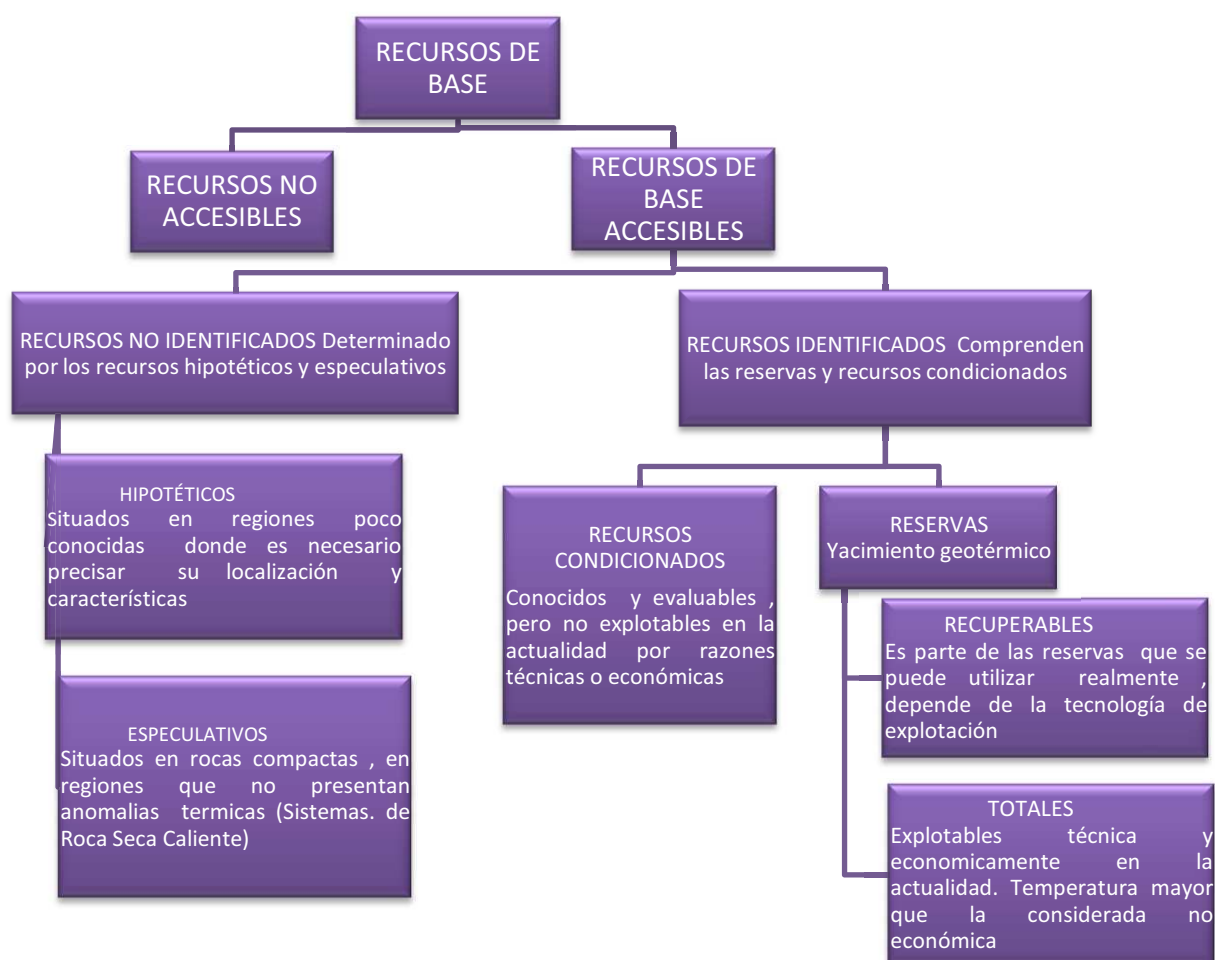 RECURSOS DE
BASE
RECURSOS NO
ACCESIBLES
RECURSOS DE
BASE
ACCESIBLES
RECURSOS NO IDENTIFICADOS Determinado
por los recursos hipotéticos y especulativos
RECURSOS IDENTIFICADOS Comprenden
las reservas y recursos condicionados
HIPOTÉTICOS
Situados en regiones poco
conocidas donde es necesario
precisar su localización y
características
ESPECULATIVOS
Situados en rocas compactas , en
regiones que no presentan
anomalias termicas (Sistemas. de
Roca Seca Caliente)
RECURSOS
CONDICIONADOS
Conocidos y evaluables ,
pero no explotables en la
actualidad por razones
técnicas o económicas
RESERVAS
Yacimiento geotérmico
RECUPERABLES
Es parte de las reservas que se
puede utilizar realmente ,
depende de la tecnología de
explotación
TOTALES
Explotables técnica y
economicamente en la
actualidad. Temperatura mayor
que la considerada no
económica